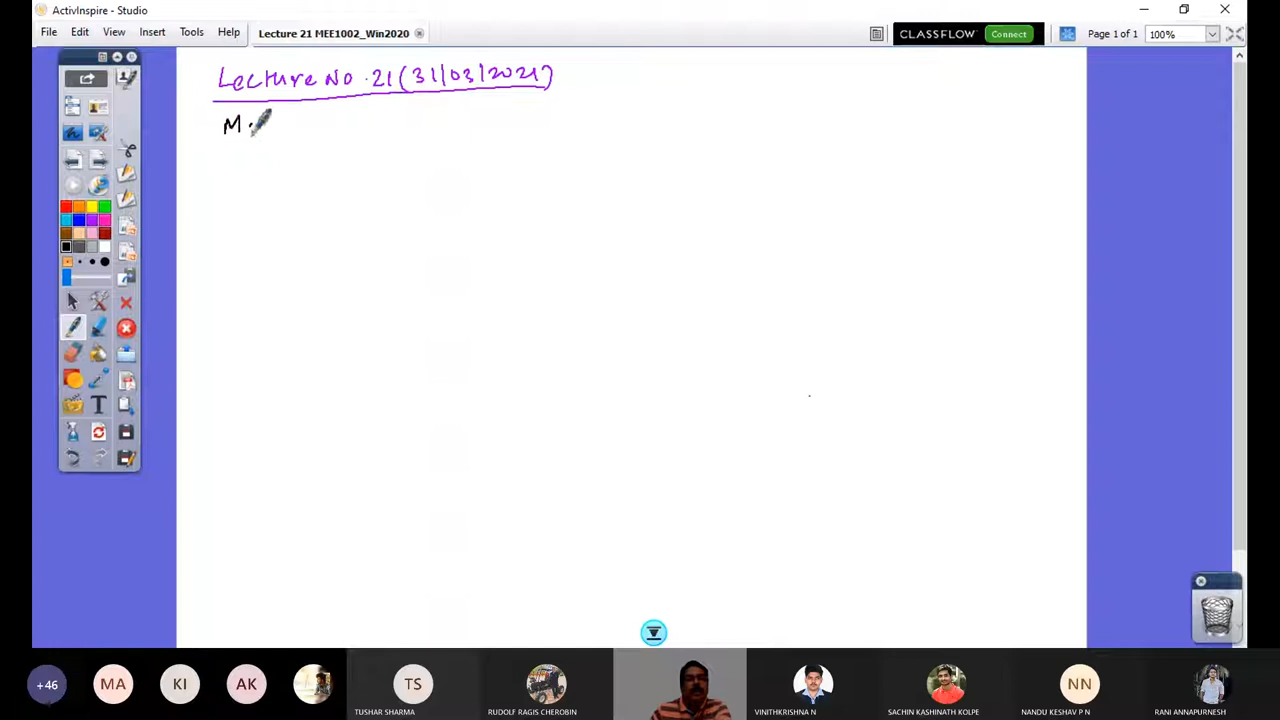 ActivInspire - Studio
File Edit View Insert Tools Help
Lecture 21 MEE1002_Win2020
CLASSFLOW Connect
Page 1 of 1 100%
Lecture No. 21 (31/03/2021)
M
+46 MA KI AK TS NN
TUSHAR SHARMA RUDOLF RAGIS CHEROBIN VINITHKRISHNA N SACHIN KASHINATH KOLPE NANDU KESHAV P N RANI ANNAPURNESH